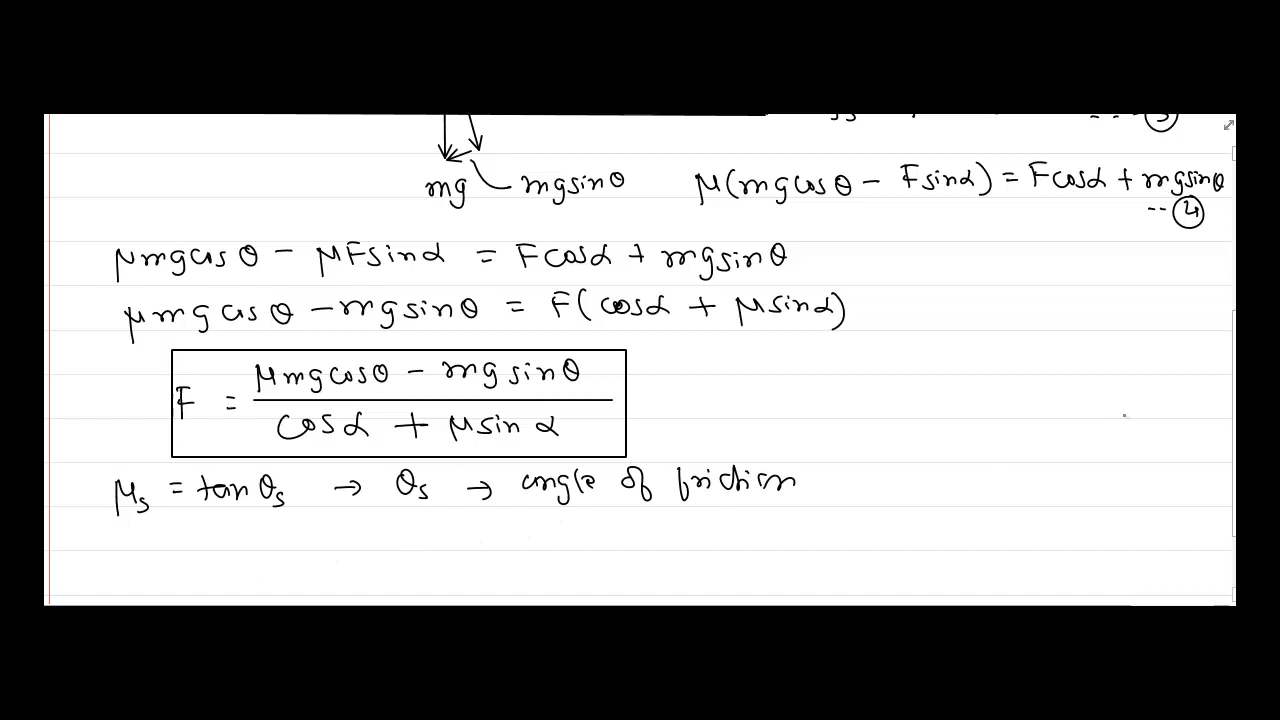 --- ③
mg mgsinθ μ(mgcosθ - Fsinα) = Fcosα + mgsinθ
-- ④
μmgcosθ - μFsinα = Fcosα + mgsinθ
μmgcosθ - mgsinθ = F(cosα + μsinα)
F = μmgcosθ - mgsinθ
cosα + μsinα
μs = tanθs → θs → angle of friction